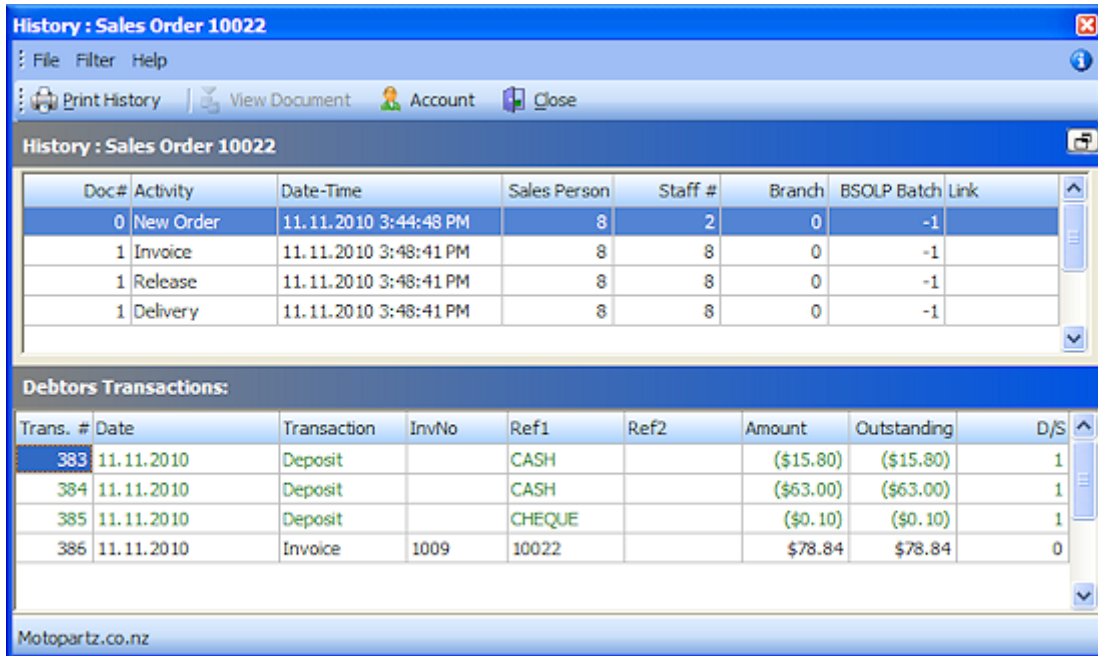 History : Sales Order 10022
File Filter Help
Print History View Document Account Close
History : Sales Order 10022
Doc# Activity Date-Time Sales Person Staff # Branch BSOLP Batch Link
0 New Order 11.11.2010 3:44:48 PM 8 2 0 -1
1 Invoice 11.11.2010 3:48:41 PM 8 8 0 -1
1 Release 11.11.2010 3:48:41 PM 8 8 0 -1
1 Delivery 11.11.2010 3:48:41 PM 8 8 0 -1
Debtors Transactions:
Trans. # Date Transaction InvNo Ref1 Ref2 Amount Outstanding D/S
383 11.11.2010 Deposit CASH ($15.80) ($15.80) 1
384 11.11.2010 Deposit CASH ($63.00) ($63.00) 1
385 11.11.2010 Deposit CHEQUE ($0.10) ($0.10) 1
386 11.11.2010 Invoice 1009 10022 $78.84 $78.84 0
Motopartz.co.nz